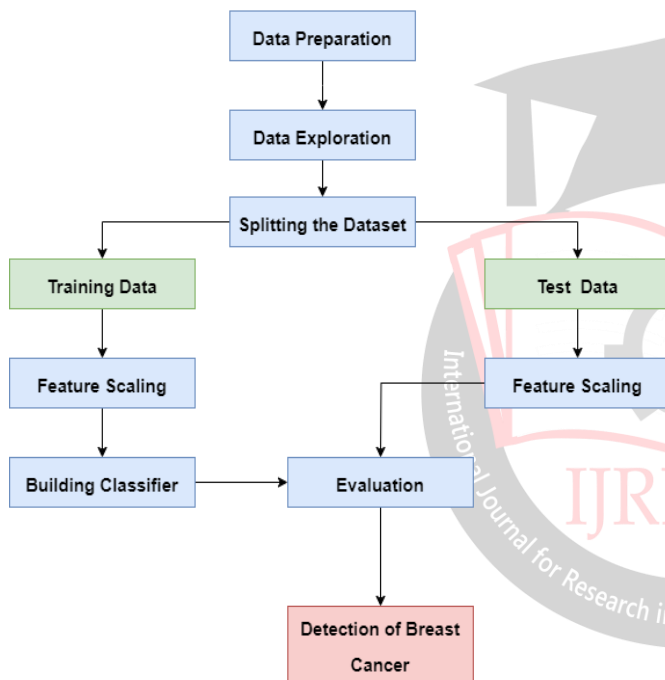 Data Preparation
Data Exploration
Splitting the Dataset
Training Data
Test Data
Feature Scaling
Feature Scaling
Building Classifier
Evaluation
Detection of Breast
Cancer
International Journal for Research i
IJR